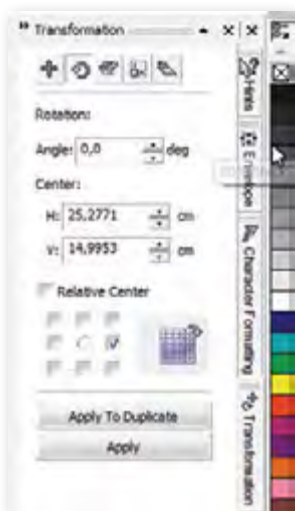 Transformation
Rotation:
Angle: 0,0 deg
Center:
H: 25,2771 cm
V: 14,9953 cm
Relative Center
Apply To Duplicate
Apply
Hints
Envelope
Character Formatting
Transformation